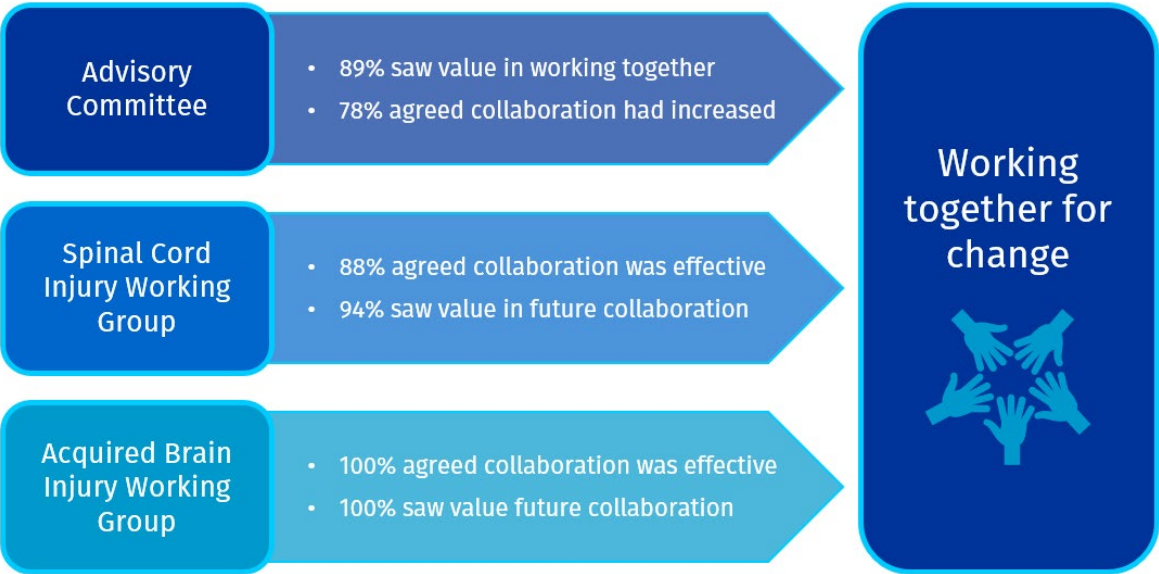 Advisory
Committee
• 89% saw value in working together
• 78% agreed collaboration had increased
Spinal Cord
Injury Working
Group
• 88% agreed collaboration was effective
• 94% saw value in future collaboration
Acquired Brain
Injury Working
Group
• 100% agreed collaboration was effective
• 100% saw value future collaboration
Working
together for
change